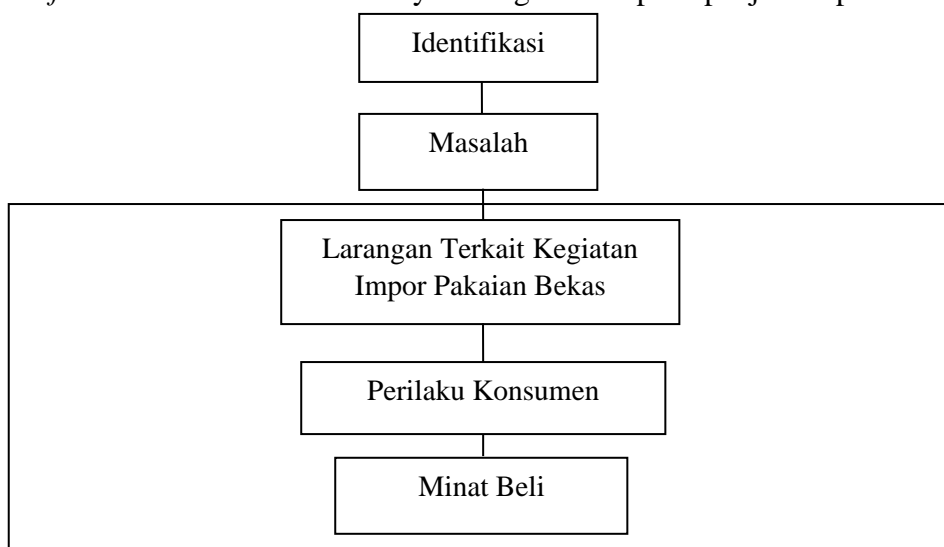 Identifikasi
Masalah
Larangan Terkait Kegiatan
Impor Pakaian Bekas
Perilaku Konsumen
Minat Beli